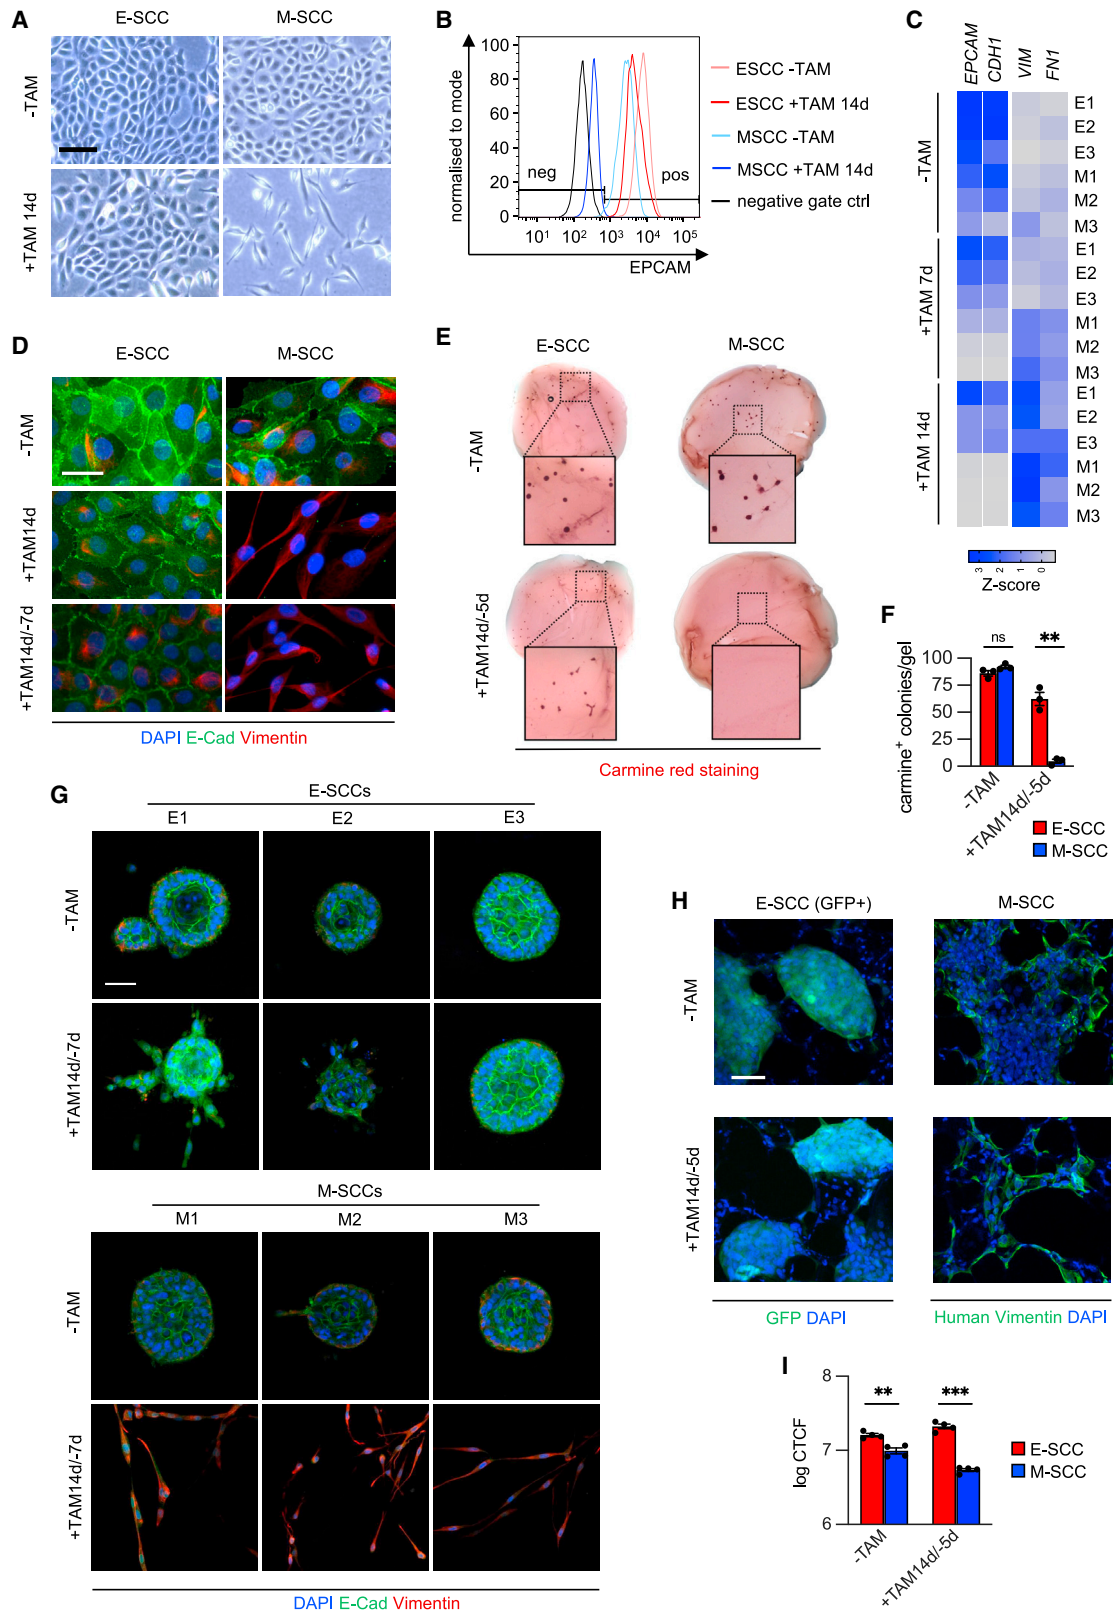 A
E-SCC M-SCC
-TAM
+TAM 14d
B
100
80
60
40
20
0
normalised to mode
neg
pos
10¹ 10² 10³ 10⁴ 10⁵
EPCAM
ESCC -TAM
ESCC +TAM 14d
MSCC -TAM
MSCC +TAM 14d
negative gate ctrl
C
EPCAM CDH1 VIM FN1
-TAM
E1
E2
E3
M1
M2
M3
+TAM 7d
E1
E2
E3
M1
M2
M3
+TAM 14d
E1
E2
E3
M1
M2
M3
3 2 1 0
Z-score
D
E-SCC M-SCC
-TAM
+TAM14d
+TAM14d/-7d
DAPI E-Cad Vimentin
E
E-SCC M-SCC
-TAM
+TAM14d/-5d
Carmine red staining
F
carmine⁺ colonies/gel
100
75
50
25
0
ns **
-TAM
+TAM14d/-5d
E-SCC
M-SCC
G
E-SCCs
E1 E2 E3
-TAM
+TAM14d/-7d
M-SCCs
M1 M2 M3
-TAM
+TAM14d/-7d
DAPI E-Cad Vimentin
H
E-SCC (GFP+) M-SCC
-TAM
+TAM14d/-5d
GFP DAPI
Human Vimentin DAPI
I
log CTCF
8
7
6
** ***
-TAM
+TAM14d/-5d
E-SCC
M-SCC